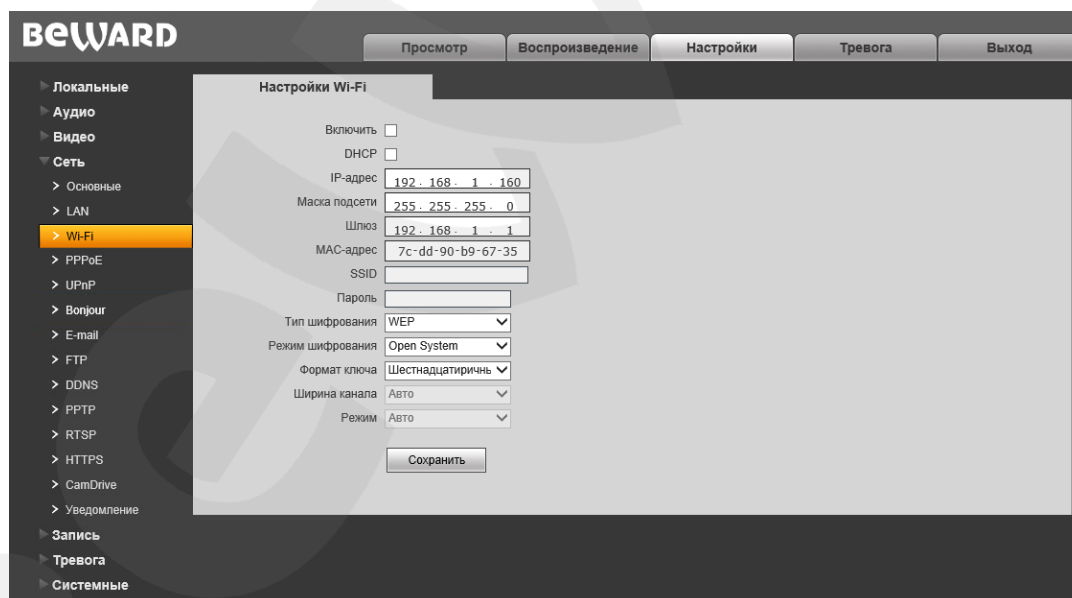 BEWARD
Просмотр Воспроизведение Настройки Тревога Выход
Локальные
Аудио
Видео
Сеть
Основные
LAN
Wi-Fi
PPPoE
UPnP
Bonjour
E-mail
FTP
DDNS
PPTP
RTSP
HTTPS
CamDrive
Уведомление
Запись
Тревога
Системные
Настройки Wi-Fi
Включить
DHCP
IP-адрес 192 . 168 . 1 . 160
Маска подсети 255 . 255 . 255 . 0
Шлюз 192 . 168 . 1 . 1
MAC-адрес 7c-dd-90-b9-67-35
SSID
Пароль
Тип шифрования WEP
Режим шифрования Open System
Формат ключа Шестнадцатиричнь
Ширина канала Авто
Режим Авто
Сохранить